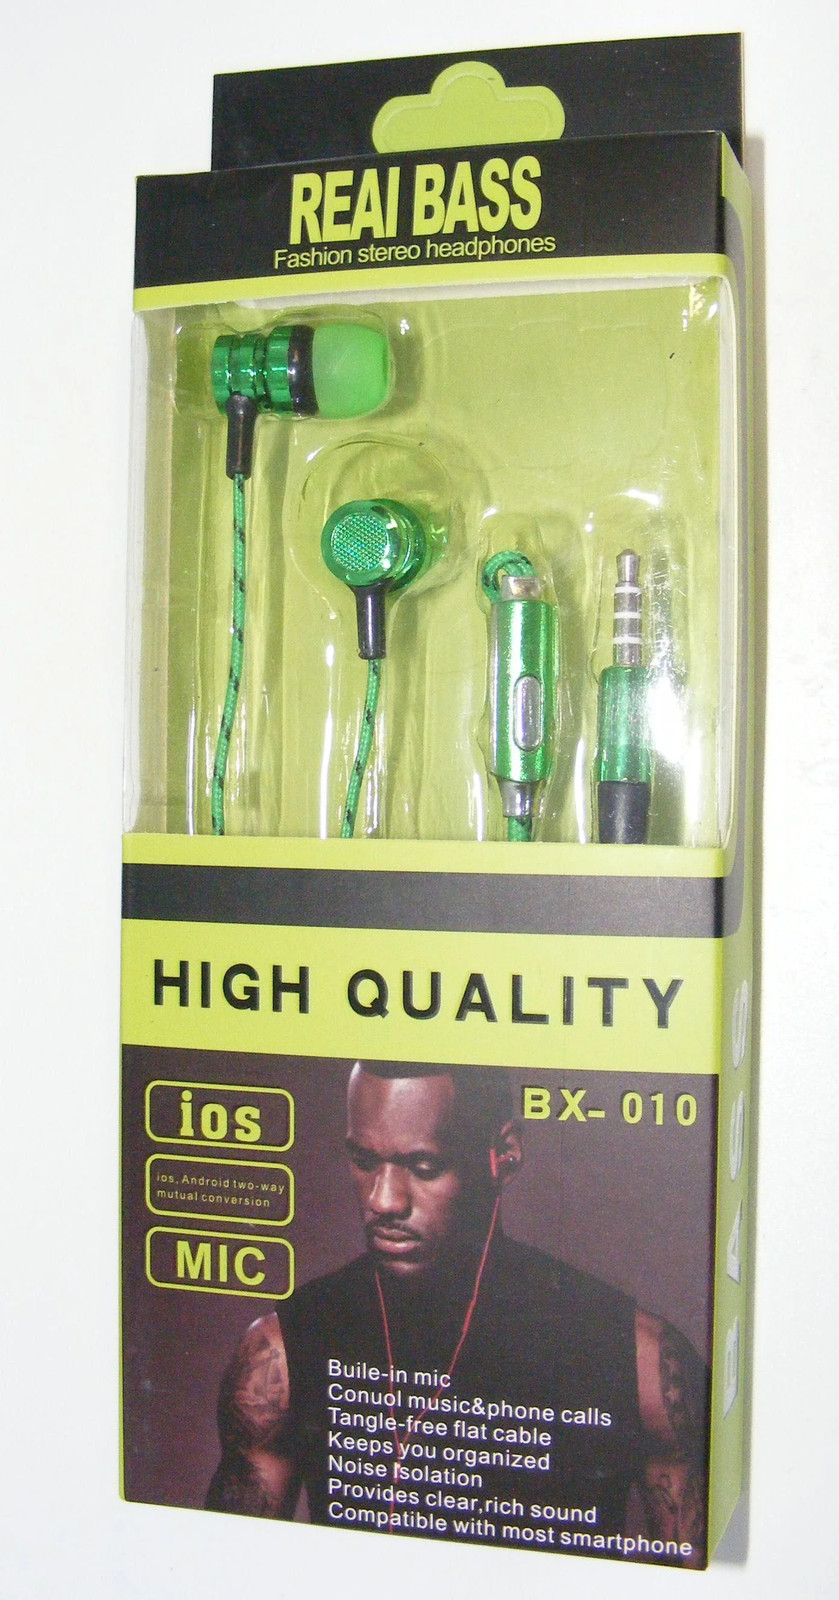 REAI BASS
Fashion stereo headphones
HIGH QUALITY
BX- 010
ios
ios, Android two-way
mutual conversion
MIC
Buile-in mic
Conuol music&phone calls
Tangle-free flat cable
Keeps you organized
Noise Isolation
Provides clear,rich sound
Compatible with most smartphone
BASS